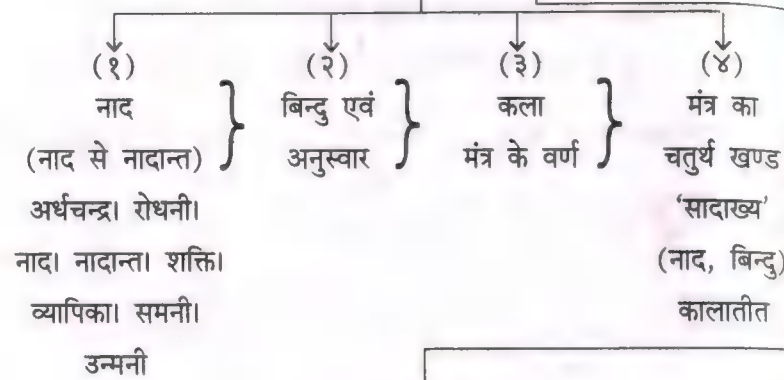 (१)
नाद
(नाद से नादान्त)
अर्धचन्द्र। रोधनी।
नाद। नादान्त। शक्ति।
व्यापिका। समनी।
उन्मनी
(२)
बिन्दु एवं
अनुस्वार
(३)
कला
मंत्र के वर्ण
(४)
मंत्र का
चतुर्थ खण्ड
'सादाख्य'
(नाद, बिन्दु)
कालातीत